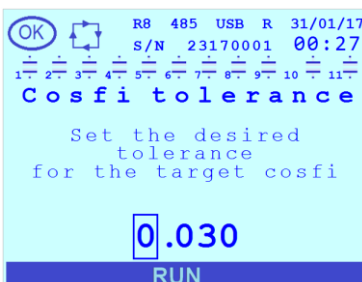 OK R8 485 USB R 31/01/17
S/N 23170001 00:27
1 2 3 4 5 6 7 8 9 10 11
Cosfi tolerance
Set the desired
tolerance
for the target cosfi
0.030
RUN